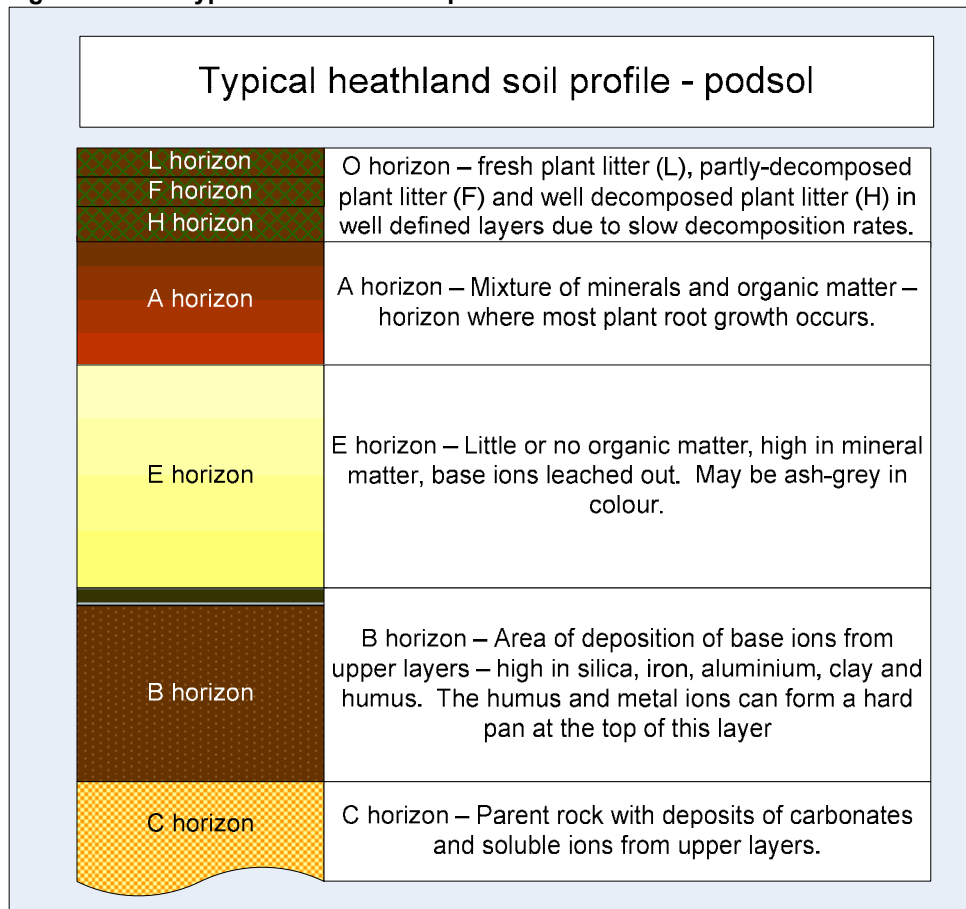 Typical heathland soil profile - podsol
L horizon
F horizon
H horizon
O horizon – fresh plant litter (L), partly-decomposed
plant litter (F) and well decomposed plant litter (H) in
well defined layers due to slow decomposition rates.
A horizon
A horizon – Mixture of minerals and organic matter –
horizon where most plant root growth occurs.
E horizon
E horizon – Little or no organic matter, high in mineral
matter, base ions leached out.  May be ash-grey in
colour.
B horizon
B horizon – Area of deposition of base ions from
upper layers – high in silica, iron, aluminium, clay and
humus.  The humus and metal ions can form a hard
pan at the top of this layer
C horizon
C horizon – Parent rock with deposits of carbonates
and soluble ions from upper layers.